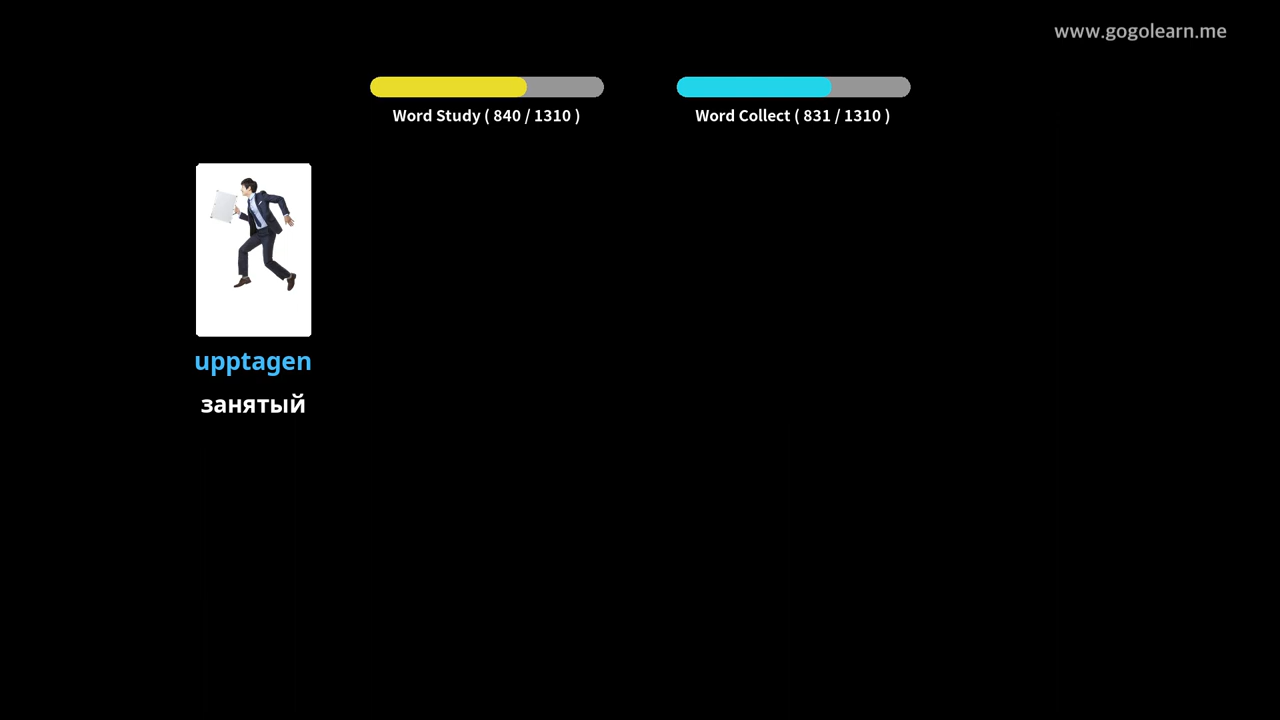 www.gogolearn.me
Word Study ( 840 / 1310 )
Word Collect ( 831 / 1310 )
upptagen
занятый